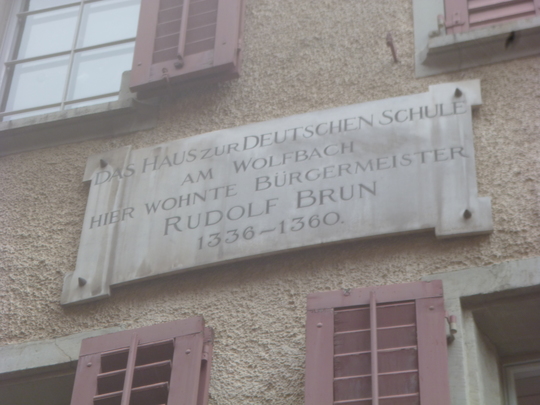 DAS HAUS ZUR DEUTSCHEN SCHULE
AM WOLFBACH
HIER WOHNTE BÜRGERMEISTER
RUDOLF BRUN
1336–1360.